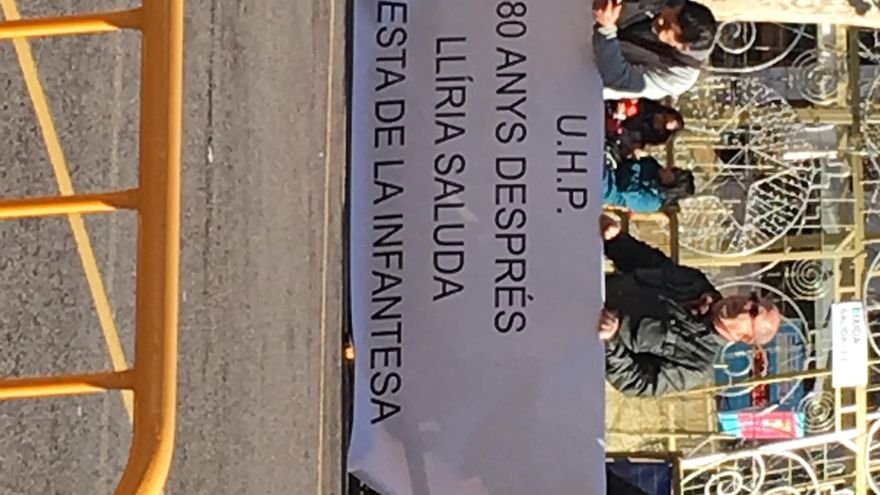 U.H.P.
80 ANYS DESPRÉS
LLÍRIA SALUDA
ESTA DE LA INFANTESA